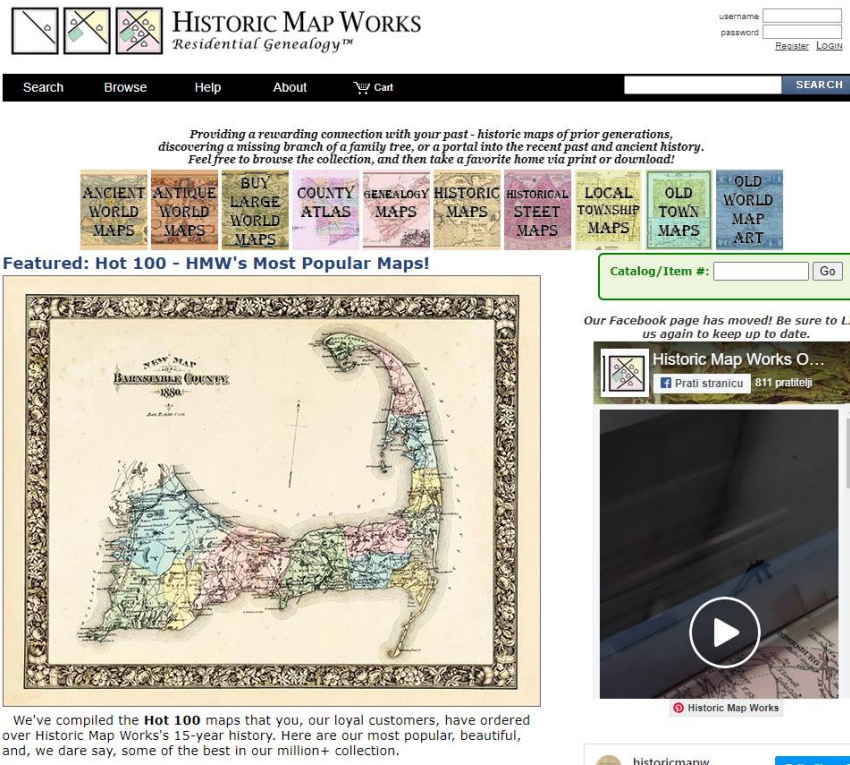 HISTORIC MAP WORKS
Residential Genealogy™
username
password
Register LOGIN
Search Browse Help About Cart
SEARCH
Providing a rewarding connection with your past - historic maps of prior generations,
discovering a missing branch of a family tree, or a portal into the recent past and ancient history.
Feel free to browse the collection, and then take a favorite home via print or download!
ANCIENT WORLD MAPS
ANTIQUE WORLD MAPS
BUY LARGE WORLD MAPS
COUNTY ATLAS
GENEALOGY MAPS
HISTORIC MAPS
HISTORICAL STEET MAPS
LOCAL TOWNSHIP MAPS
OLD TOWN MAPS
OLD WORLD MAP ART
Featured: Hot 100 - HMW's Most Popular Maps!
Catalog/Item #: Go
NEW MAP
OF
BARNSTABLE COUNTY
1880.
Our Facebook page has moved! Be sure to LI
us again to keep up to date.
Historic Map Works O...
Prati stranicu 811 pratitelji
Historic Map Works
We've compiled the Hot 100 maps that you, our loyal customers, have ordered
over Historic Map Works's 15-year history. Here are our most popular, beautiful,
and, we dare say, some of the best in our million+ collection.
historicmapw